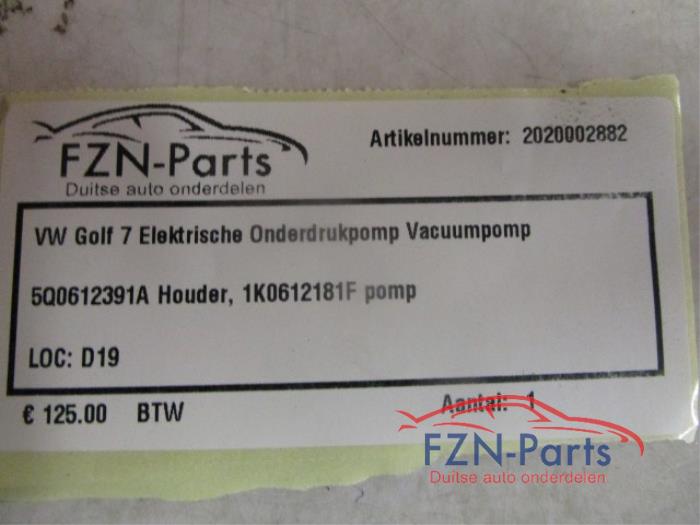 FZN-Parts
Duitse auto onderdelen
Artikelnummer: 2020002882
VW Golf 7 Elektrische Onderdrukpomp Vacuumpomp
5Q0612391A Houder, 1K0612181F pomp
LOC: D19
€ 125.00 BTW
Aantal: 1
FZN-Parts
Duitse auto onderdelen